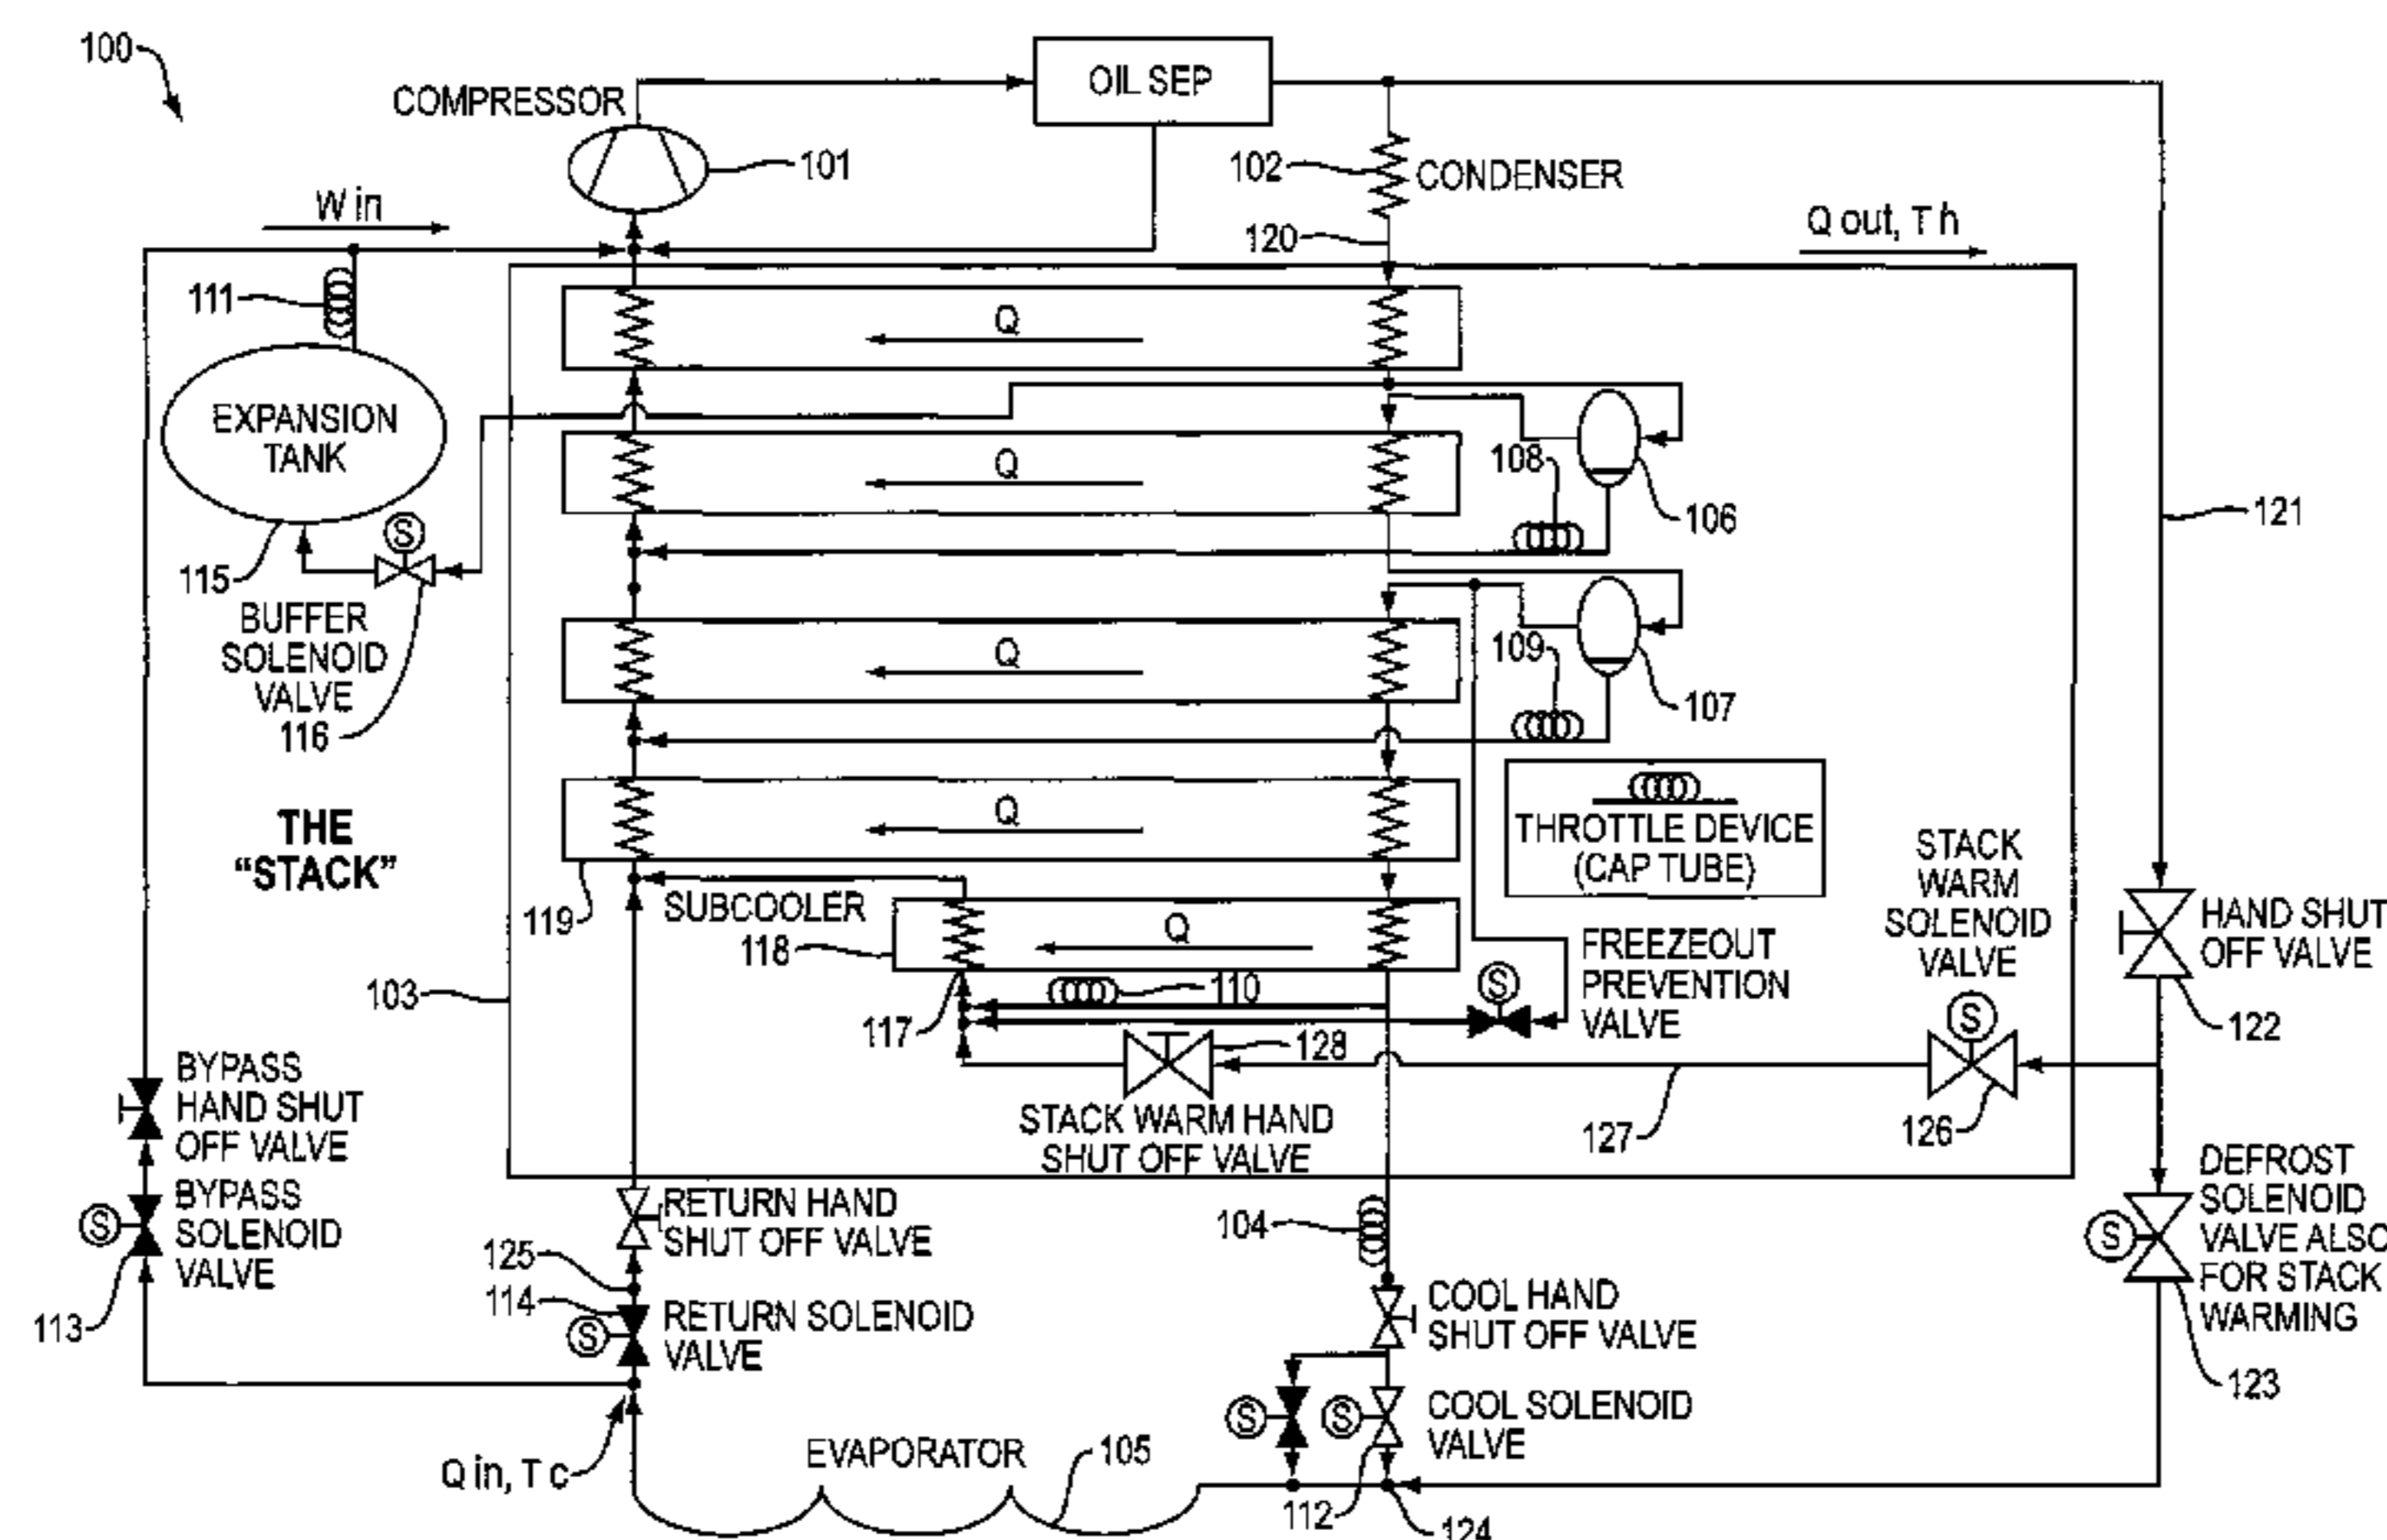 100
COMPRESSOR
OIL SEP
101
102
CONDENSER
W in
Q out, T h
120
111
Q
EXPANSION
TANK
Q
108
106
121
S
115
BUFFER
SOLENOID
VALVE
116
Q
109
107
THE
"STACK"
Q
THROTTLE DEVICE
(CAP TUBE)
STACK
WARM
SOLENOID
VALVE
119
SUBCOOLER
118
Q
HAND SHUT
OFF VALVE
FREEZEOUT
PREVENTION
VALVE
103
110
S
S
117
128
122
BYPASS
HAND SHUT
OFF VALVE
STACK WARM HAND
SHUT OFF VALVE
127
126
BYPASS
SOLENOID
VALVE
S
113
RETURN HAND
SHUT OFF VALVE
104
DEFROST
SOLENOID
VALVE ALSO
FOR STACK
WARMING
S
125
114
S
RETURN SOLENOID
VALVE
COOL HAND
SHUT OFF VALVE
123
S
S
COOL SOLENOID
VALVE
Q in, T c
EVAPORATOR
105
112
124